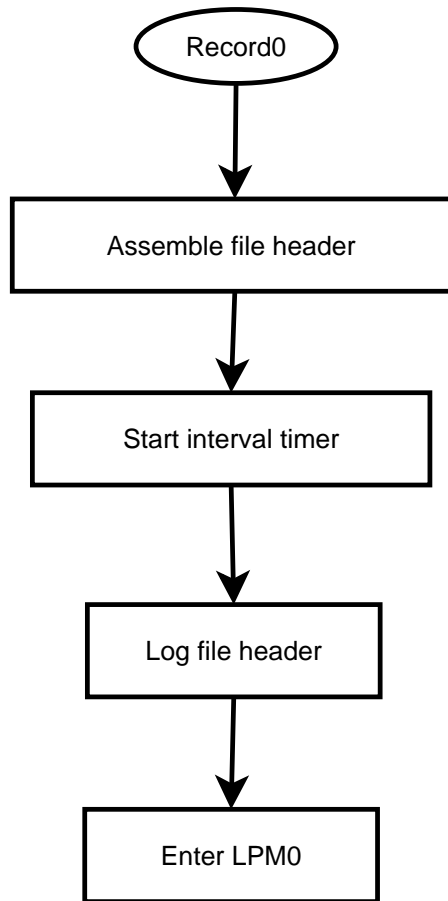 Record0
Assemble file header
Start interval timer
Log file header
Enter LPM0